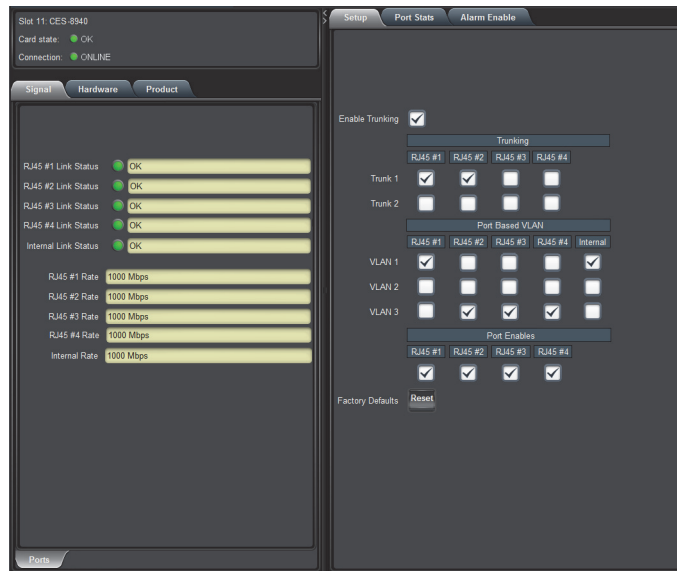 Slot 11: CES-8940
Card state: OK
Connection: ONLINE
Signal Hardware Product
RJ45 #1 Link Status OK
RJ45 #2 Link Status OK
RJ45 #3 Link Status OK
RJ45 #4 Link Status OK
Internal Link Status OK
RJ45 #1 Rate 1000 Mbps
RJ45 #2 Rate 1000 Mbps
RJ45 #3 Rate 1000 Mbps
RJ45 #4 Rate 1000 Mbps
Internal Rate 1000 Mbps
Ports
Setup Port Stats Alarm Enable
Enable Trunking
Trunking
RJ45 #1 RJ45 #2 RJ45 #3 RJ45 #4
Trunk 1
Trunk 2
Port Based VLAN
RJ45 #1 RJ45 #2 RJ45 #3 RJ45 #4 Internal
VLAN 1
VLAN 2
VLAN 3
Port Enables
RJ45 #1 RJ45 #2 RJ45 #3 RJ45 #4
Factory Defaults Reset